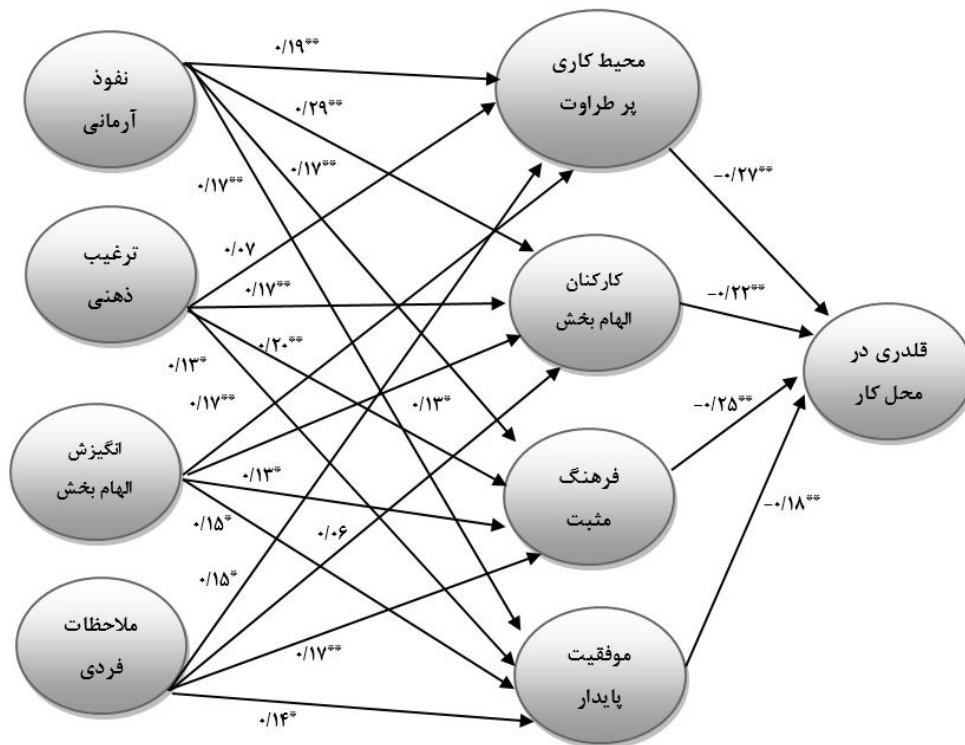 نفوذ
آرمانی
ترغیب
ذهنی
انگیزش
الهام بخش
ملاحظات
فردی
محیط کاری
پر طراوت
کارکنان
الهام بخش
فرهنگ
مثبت
موفقیت
پایدار
قلدری در
محل کار
۰/۱۹**
۰/۲۹**
۰/۱۷**
۰/۱۷**
۰/۰۷
۰/۱۷**
۰/۲۰**
۰/۱۳*
۰/۱۷**
۰/۱۳*
۰/۱۳*
۰/۱۵*
۰/۱۵*
۰/۰۶
۰/۱۷**
۰/۱۴*
-۰/۲۷**
-۰/۲۲**
-۰/۲۵**
-۰/۱۸**